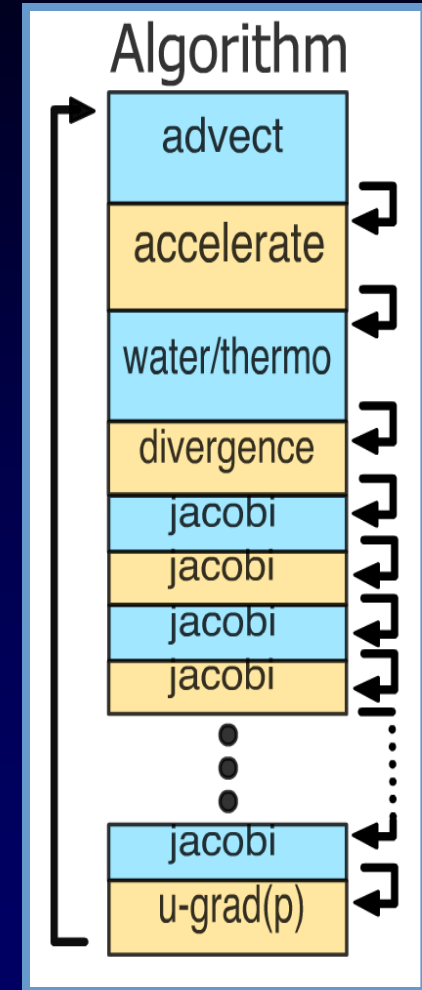 Algorithm
advect
accelerate
water/thermo
divergence
jacobi
jacobi
jacobi
jacobi
jacobi
u-grad(p)